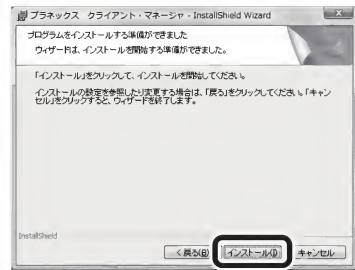 プラネックス クライアント・マネージャ - InstallShield Wizard
プログラムをインストールする準備ができました
ウィザードは、インストールを開始する準備ができました。
「インストール」をクリックして、インストールを開始してください。
インストールの設定を参照したり変更する場合は、「戻る」をクリックしてください。「キャン
セル」をクリックすると、ウィザードを終了します。
InstallShield
< 戻る(B) インストール(I) キャンセル